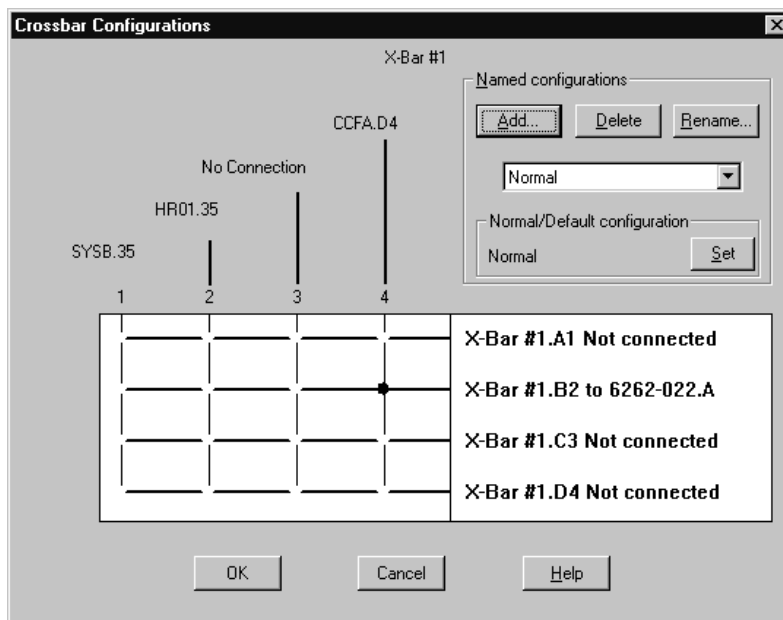 Crossbar Configurations
X-Bar #1
Named configurations
Add...
Delete
Rename...
CCFA.D4
No Connection
Normal
HR01.35
Normal/Default configuration
SYSB.35
Normal
Set
1 2 3 4
X-Bar #1.A1 Not connected
X-Bar #1.B2 to 6262-022.A
X-Bar #1.C3 Not connected
X-Bar #1.D4 Not connected
OK
Cancel
Help